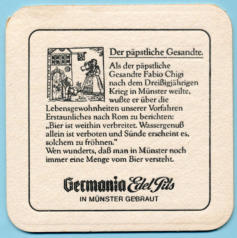 Der päpstliche Gesandte.
Als der päpstliche
Gesandte Fabio Chigi
nach dem Dreißigjährigen
Krieg in Münster weilte,
wußte er über die
Lebensgewohnheiten unserer Vorfahren
Erstaunliches nach Rom zu berichten:
„Bier ist weithin verbreitet. Wassergenuß
allein ist verboten und Sünde erscheint es,
solchem zu fröhnen."
Wen wunderts, daß man in Münster noch
immer eine Menge vom Bier versteht.
Germania Edel Pils
IN MÜNSTER GEBRAUT